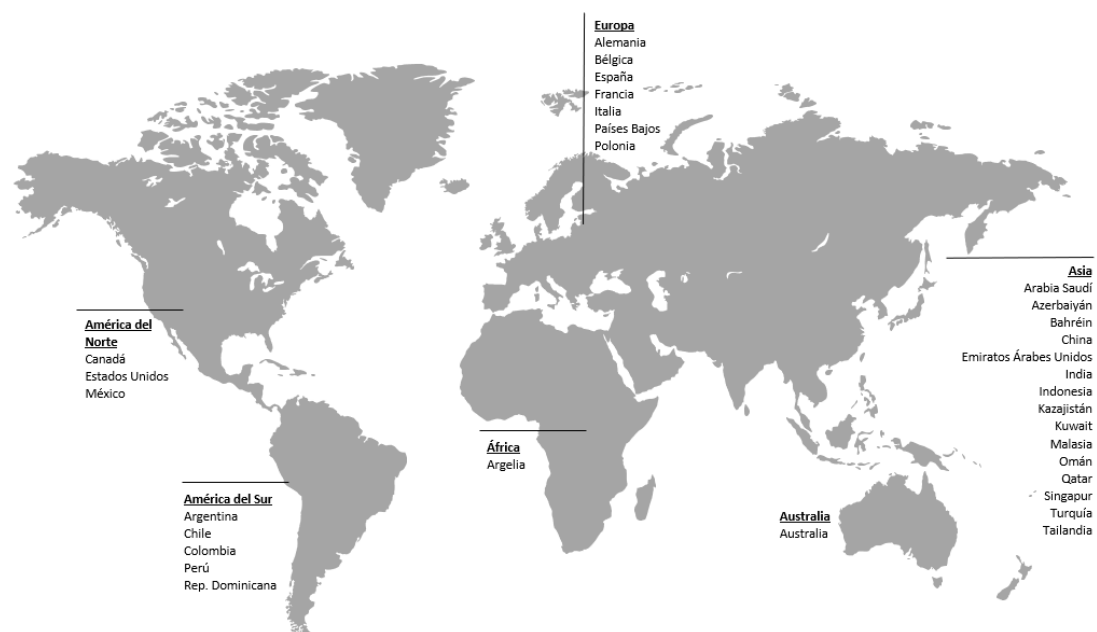 Europa
Alemania
Bélgica
España
Francia
Italia
Países Bajos
Polonia
América del
Norte
Canadá
Estados Unidos
México
América del Sur
Argentina
Chile
Colombia
Perú
Rep. Dominicana
África
Argelia
Australia
Australia
Asia
Arabia Saudí
Azerbaiyán
Bahréin
China
Emiratos Árabes Unidos
India
Indonesia
Kazajistán
Kuwait
Malasia
Omán
Qatar
Singapur
Turquía
Tailandia